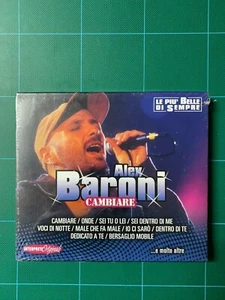 LE PIU' BELLE
DI SEMPRE
Alex
Baroni
CAMBIARE
CAMBIARE / ONDE / SEI TU O LEI / SEI DENTRO DI ME
VOCI DI NOTTE / MALE CHE FA MALE / IO CI SARÒ / DENTRO DI TE
DEDICATO A TE / BERSAGLIO MOBILE
...e molte altre